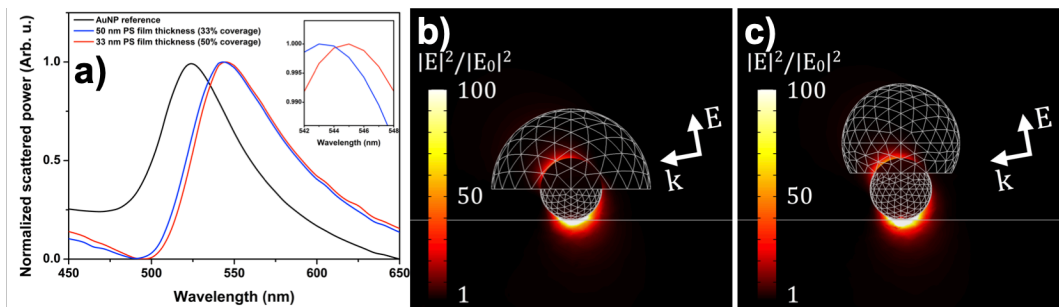 a)
AuNP reference
50 nm PS film thickness (33% coverage)
33 nm PS film thickness (50% coverage)
Normalized scattered power (Arb. u.)
1.0
0.5
0.0
450 500 550 600 650
Wavelength (nm)
1.000
0.995
0.990
542 544 546 548
Wavelength (nm)
b)
|E|²/|E₀|²
100
50
1
E
k
c)
|E|²/|E₀|²
100
50
1
E
k